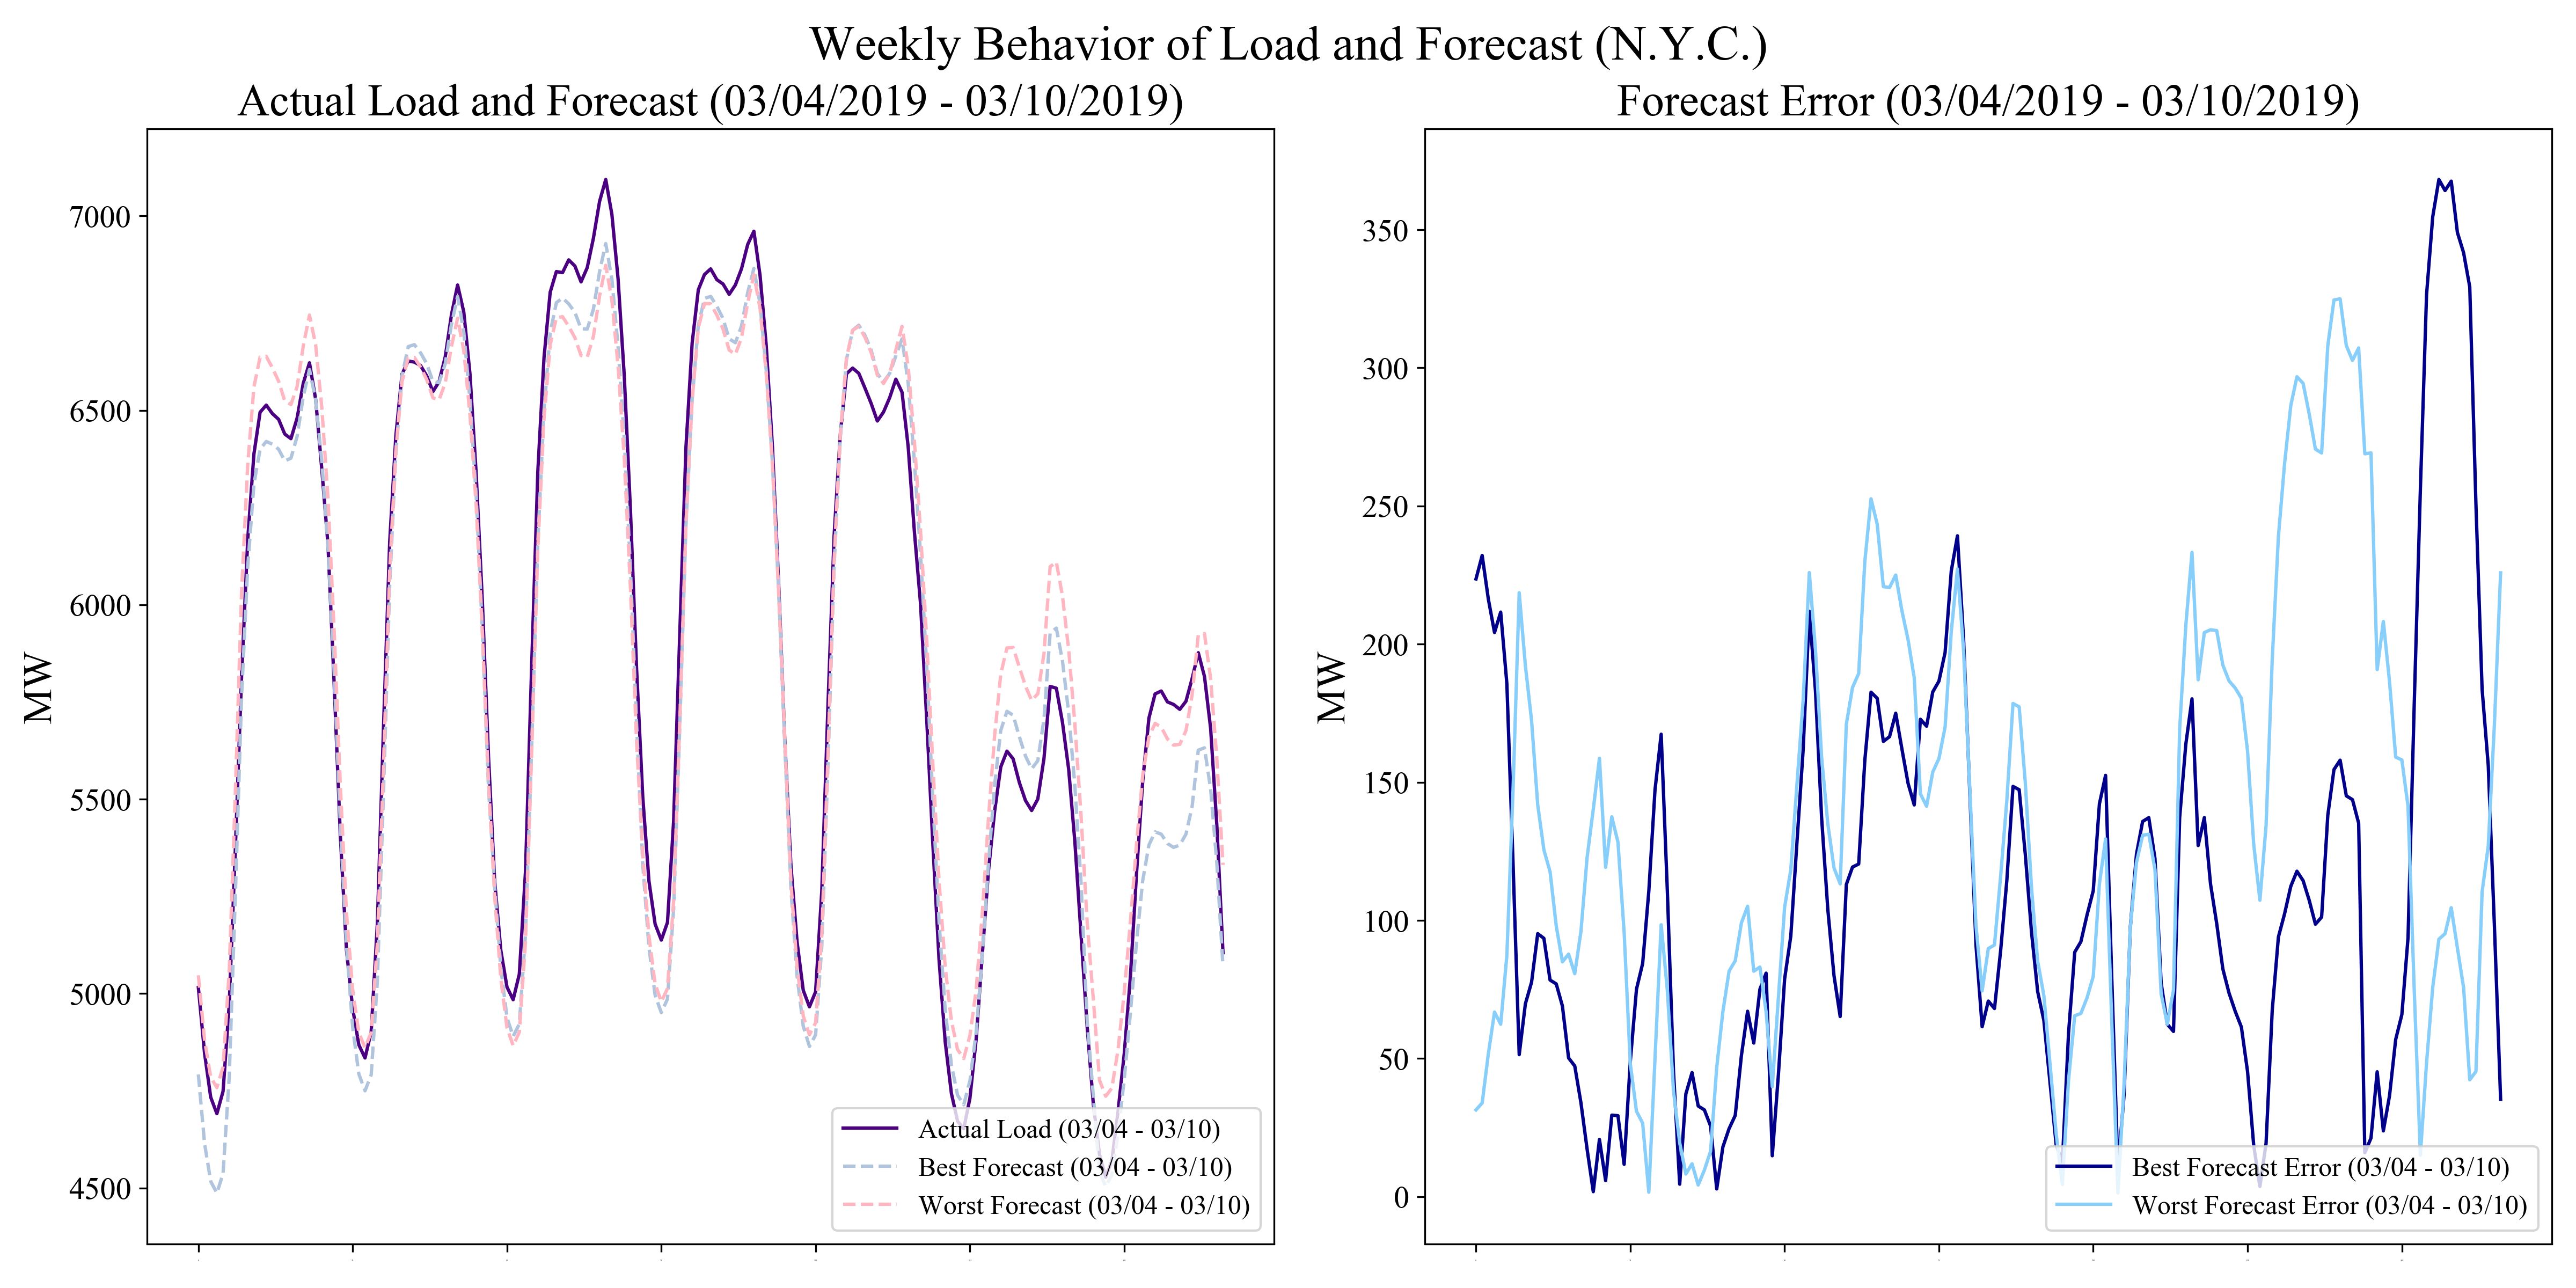 Weekly Behavior of Load and Forecast (N.Y.C.)
Actual Load and Forecast (03/04/2019 - 03/10/2019)
7000
6500
6000
5500
5000
4500
MW
Actual Load (03/04 - 03/10)
Best Forecast (03/04 - 03/10)
Worst Forecast (03/04 - 03/10)
Forecast Error (03/04/2019 - 03/10/2019)
350
300
250
200
150
100
50
0
MW
Best Forecast Error (03/04 - 03/10)
Worst Forecast Error (03/04 - 03/10)